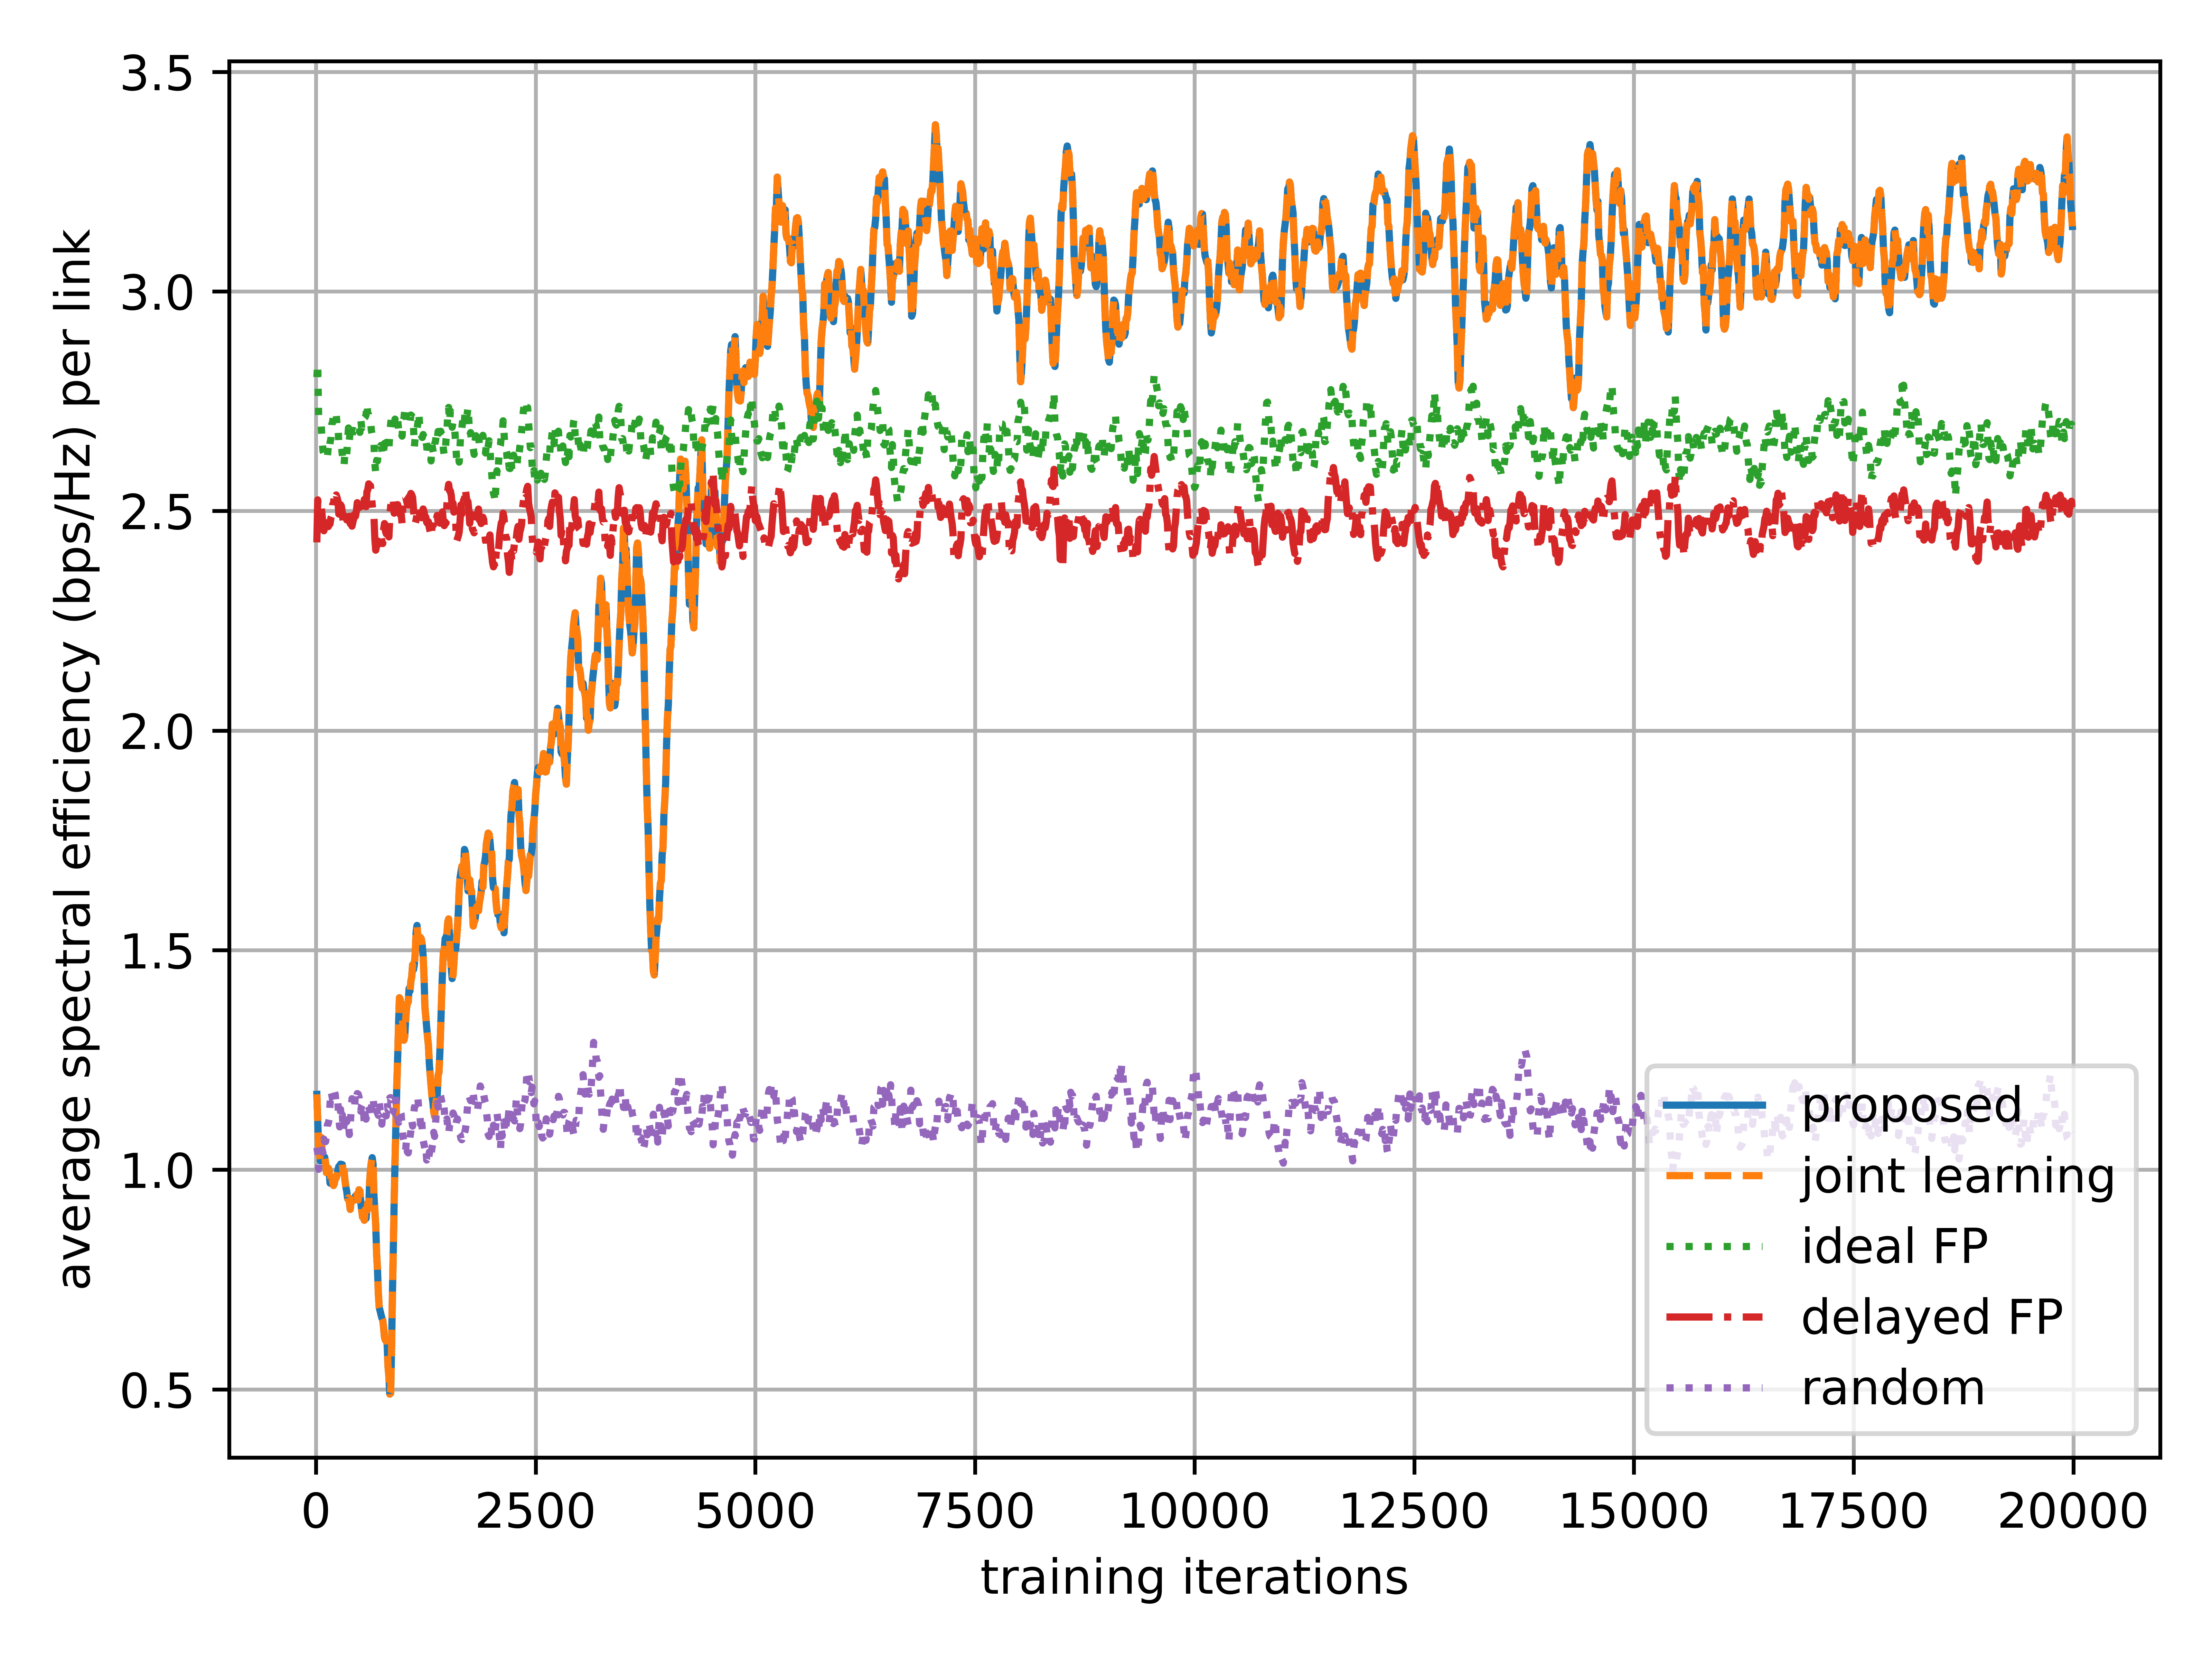 average spectral efficiency (bps/Hz) per link
3.5
3.0
2.5
2.0
1.5
1.0
0.5
proposed
joint learning
ideal FP
delayed FP
random
0 2500 5000 7500 10000 12500 15000 17500 20000
training iterations